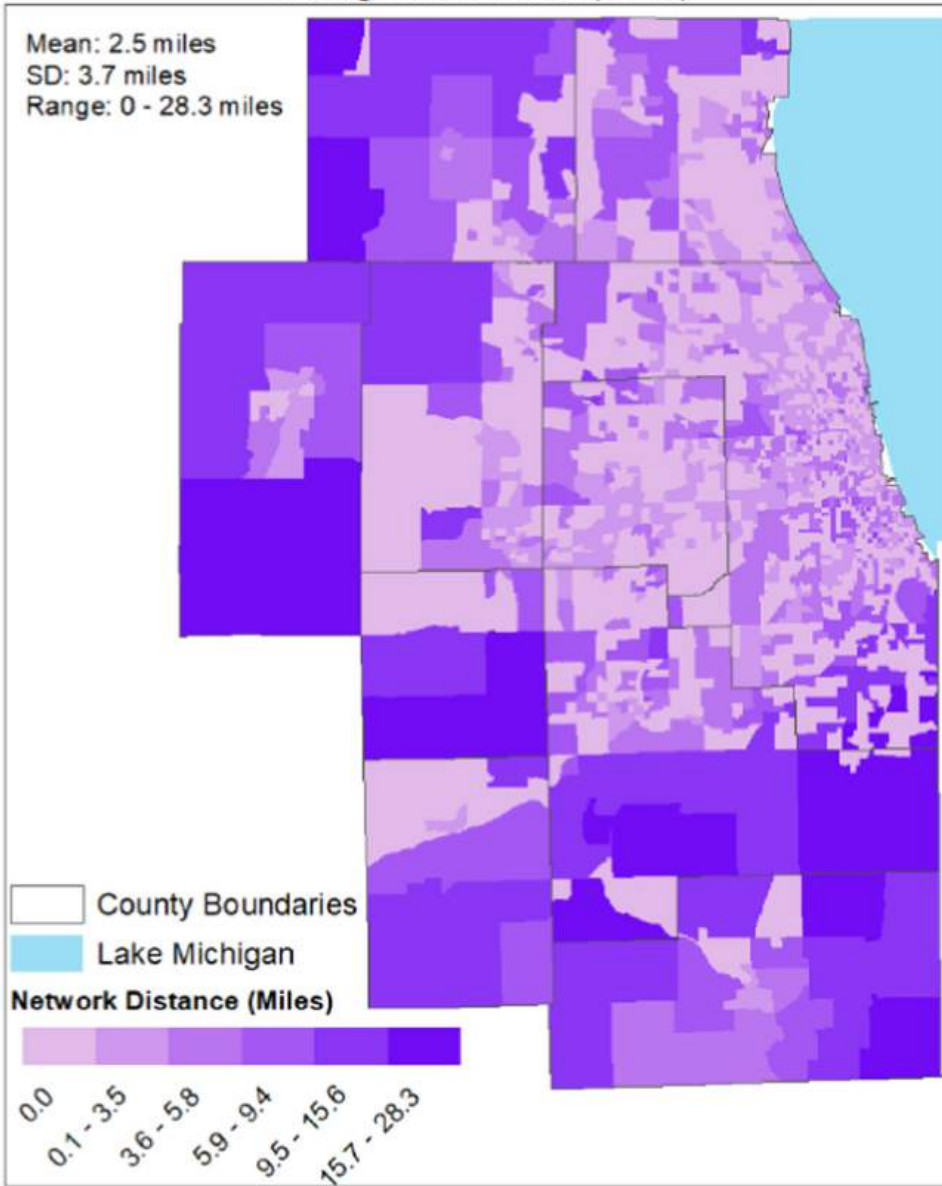 Mean: 2.5 miles
SD: 3.7 miles
Range: 0 - 28.3 miles
County Boundaries
Lake Michigan
Network Distance (Miles)
0.0
0.1 - 3.5
3.6 - 5.8
5.9 - 9.4
9.5 - 15.6
15.7 - 28.3